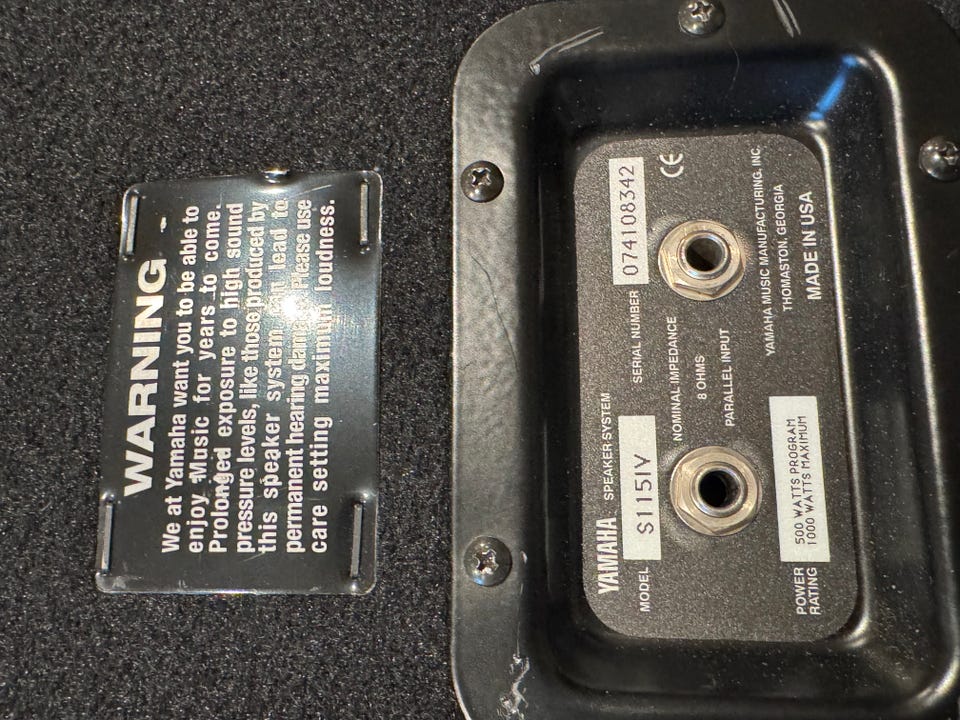 WARNING -
We at Yamaha want you to be able to
enjoy Music for years to come.
Prolonged exposure to high sound
pressure levels, like those produced by
this speaker system can lead to
permanent hearing damage. Please use
care setting maximum loudness.
YAMAHA SPEAKER SYSTEM
MODEL S115IV SERIAL NUMBER 074108342
CE
NOMINAL IMPEDANCE
8 OHMS
PARALLEL INPUT
YAMAHA MUSIC MANUFACTURING, INC.
THOMASTON, GEORGIA
MADE IN USA
POWER RATING 500 WATTS PROGRAM
1000 WATTS MAXIMUM